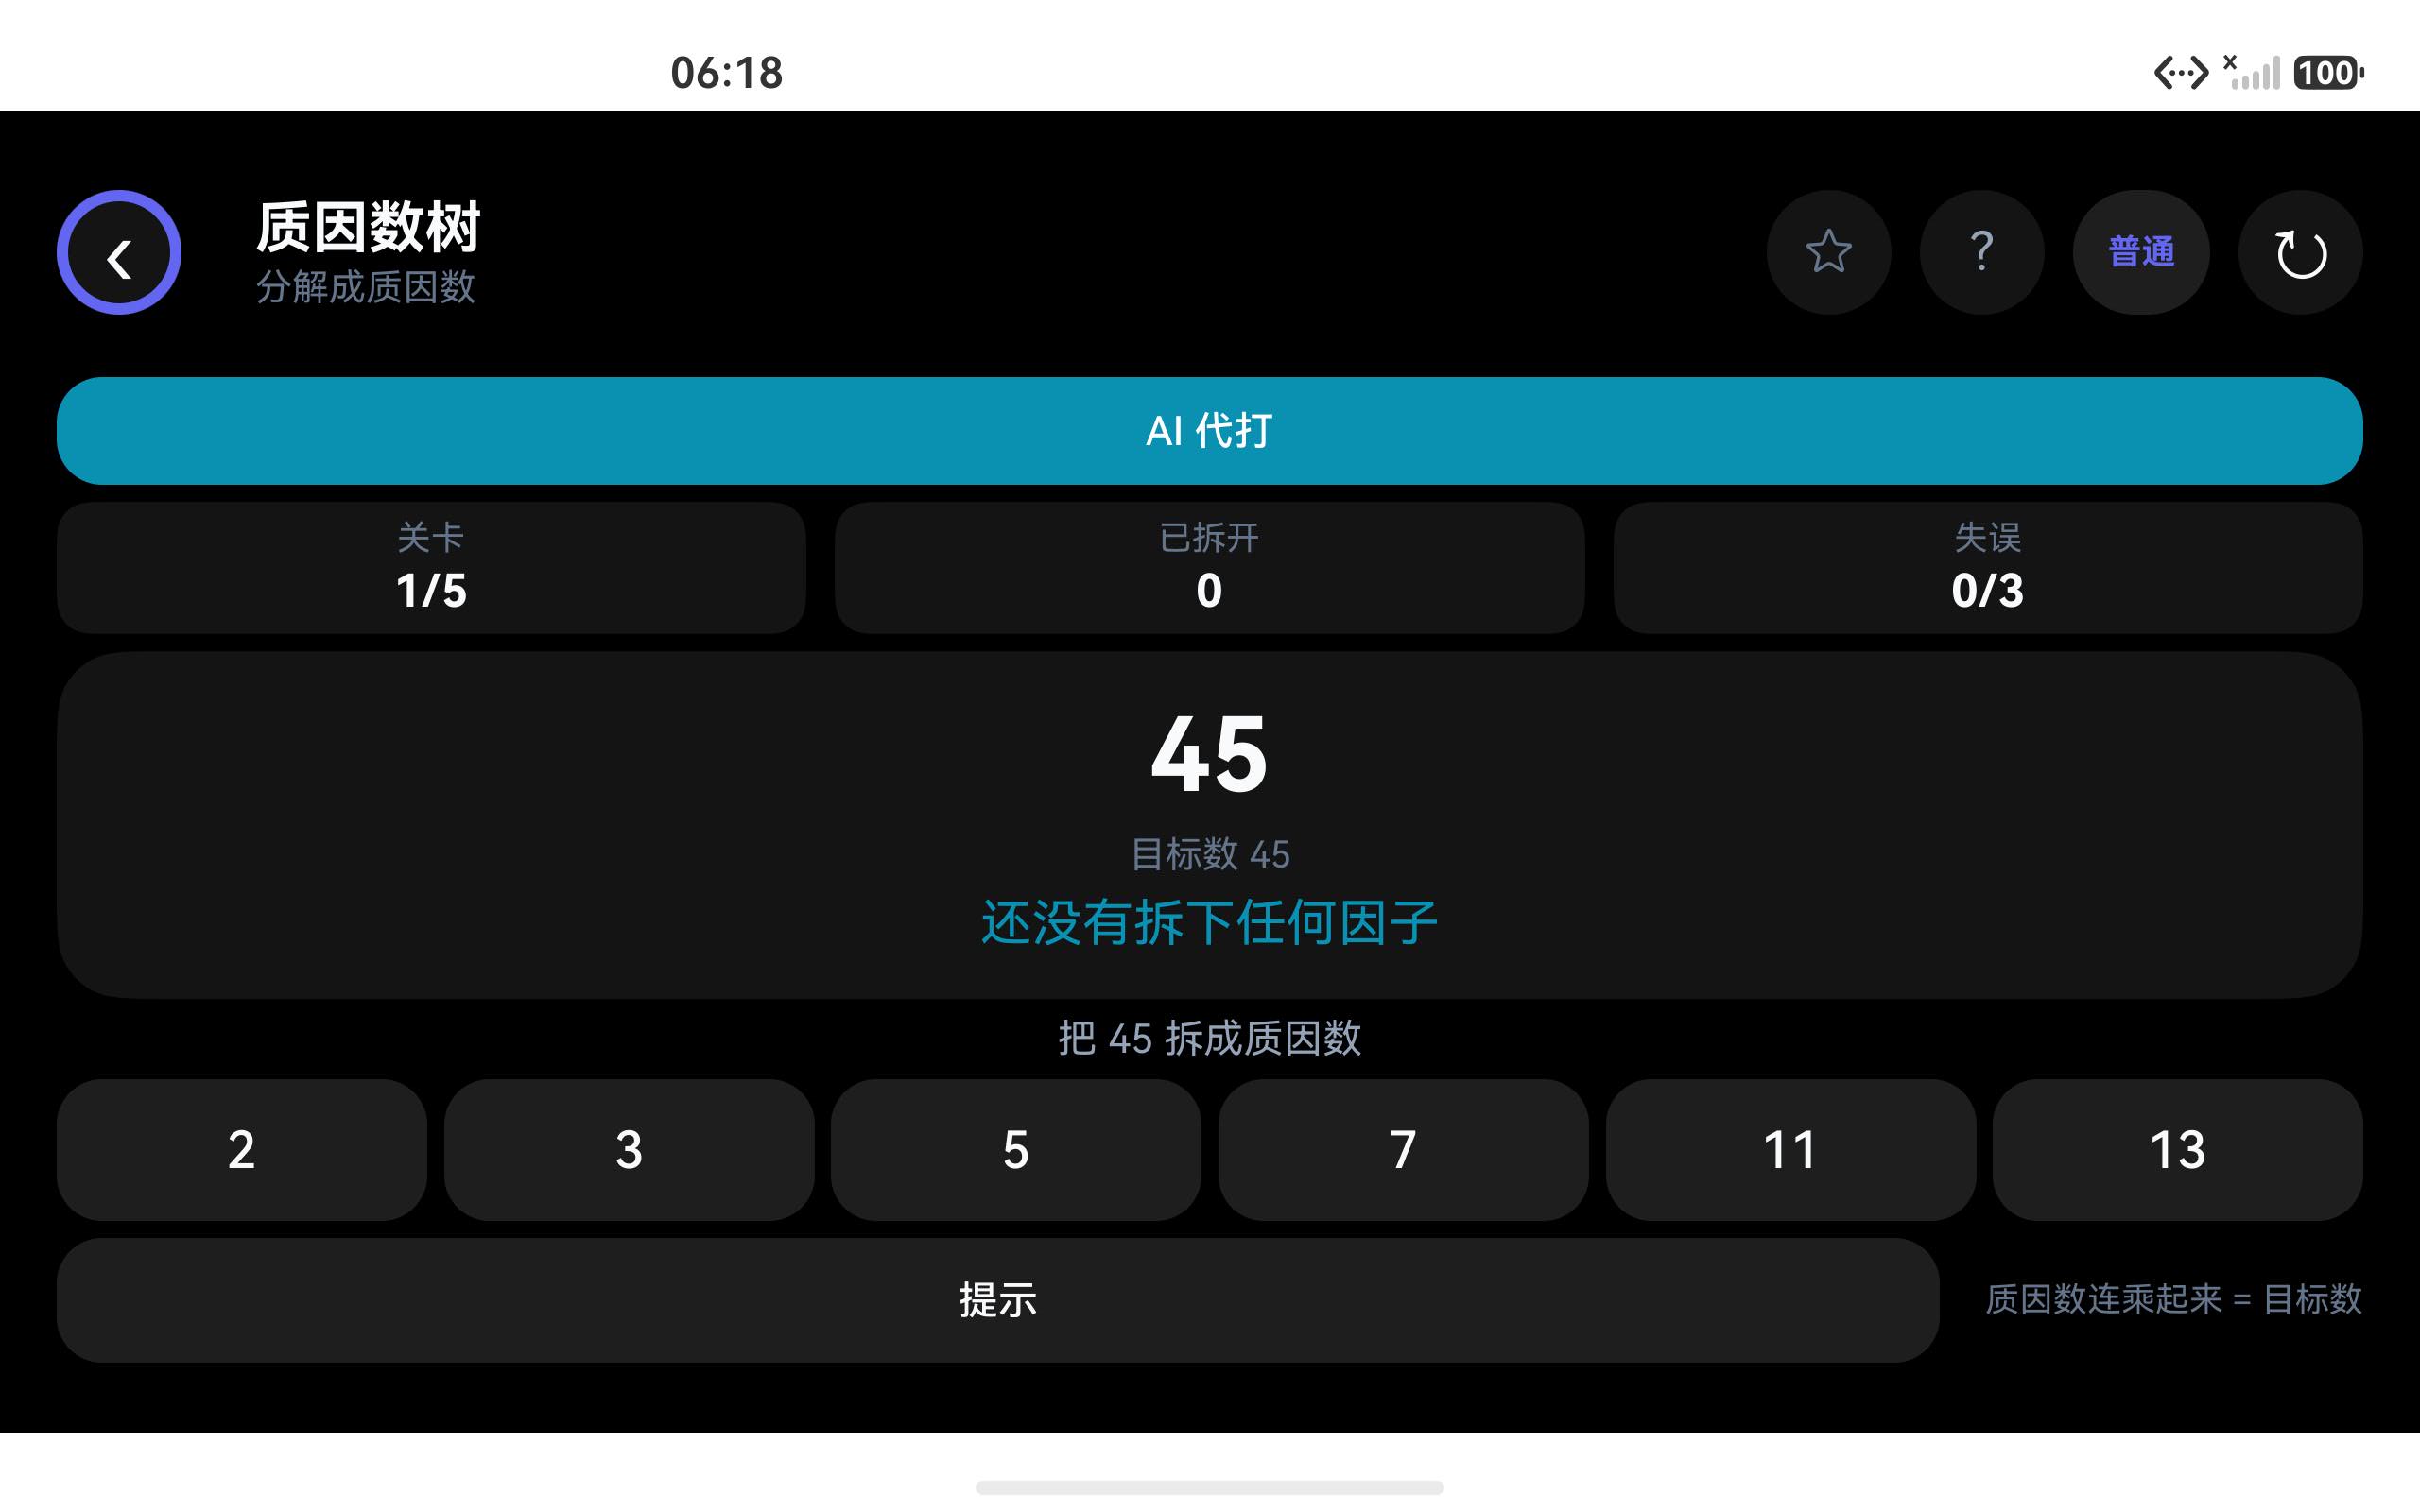 06:18
100
质因数树
分解成质因数
?
普通
AI 代打
关卡
1/5
已拆开
0
失误
0/3
45
目标数 45
还没有拆下任何因子
把 45 拆成质因数
2
3
5
7
11
13
提示
质因数连乘起来 = 目标数